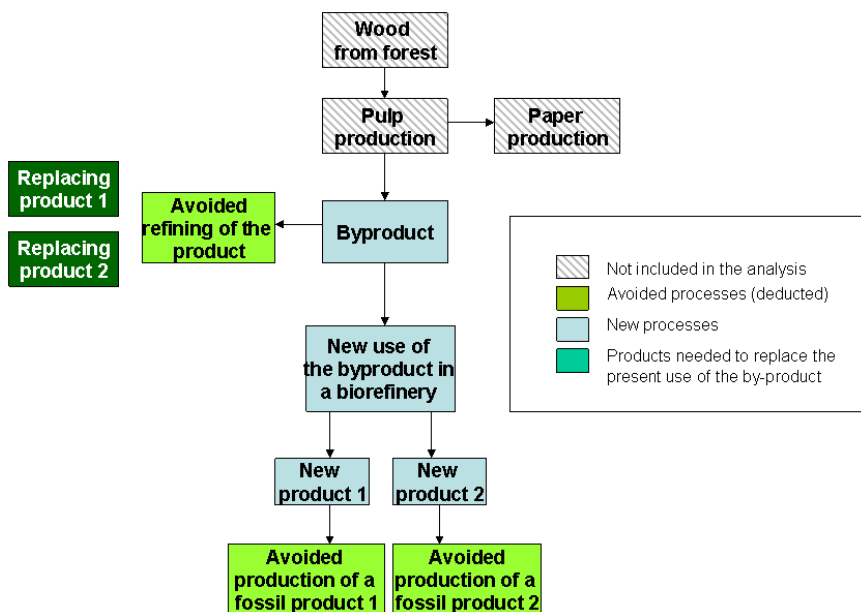 Wood
from forest
Pulp
production
Paper
production
Replacing
product 1
Replacing
product 2
Avoided
refining of the
product
Byproduct
New use of
the byproduct in
a biorefinery
New
product 1
New
product 2
Avoided
production of a
fossil product 1
Avoided
production of a
fossil product 2
Not included in the analysis
Avoided processes (deducted)
New processes
Products needed to replace the
present use of the by-product